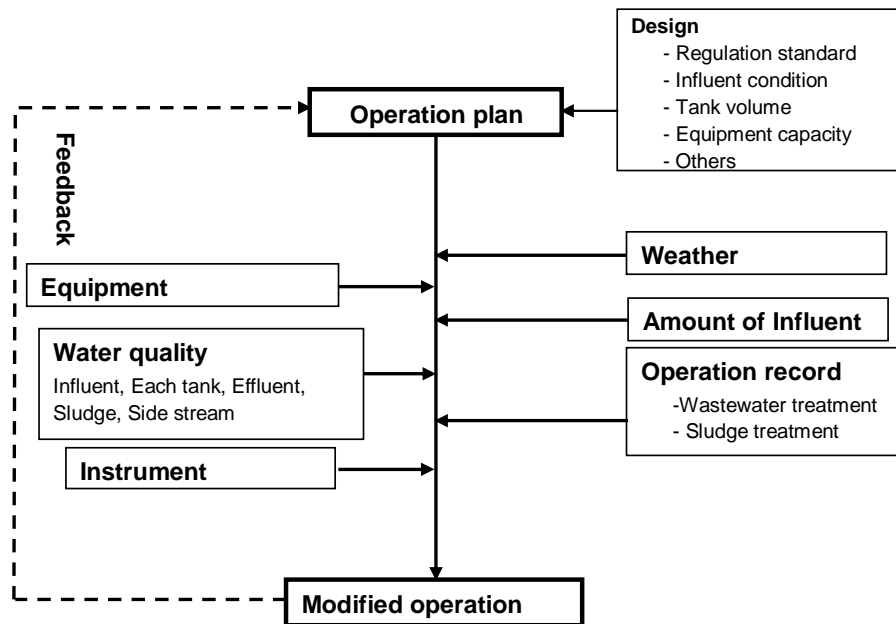 Design
- Regulation standard
- Influent condition
- Tank volume
- Equipment capacity
- Others
Operation plan
Feedback
Weather
Equipment
Amount of Influent
Water quality
Influent, Each tank, Effluent,
Sludge, Side stream
Operation record
-Wastewater treatment
- Sludge treatment
Instrument
Modified operation